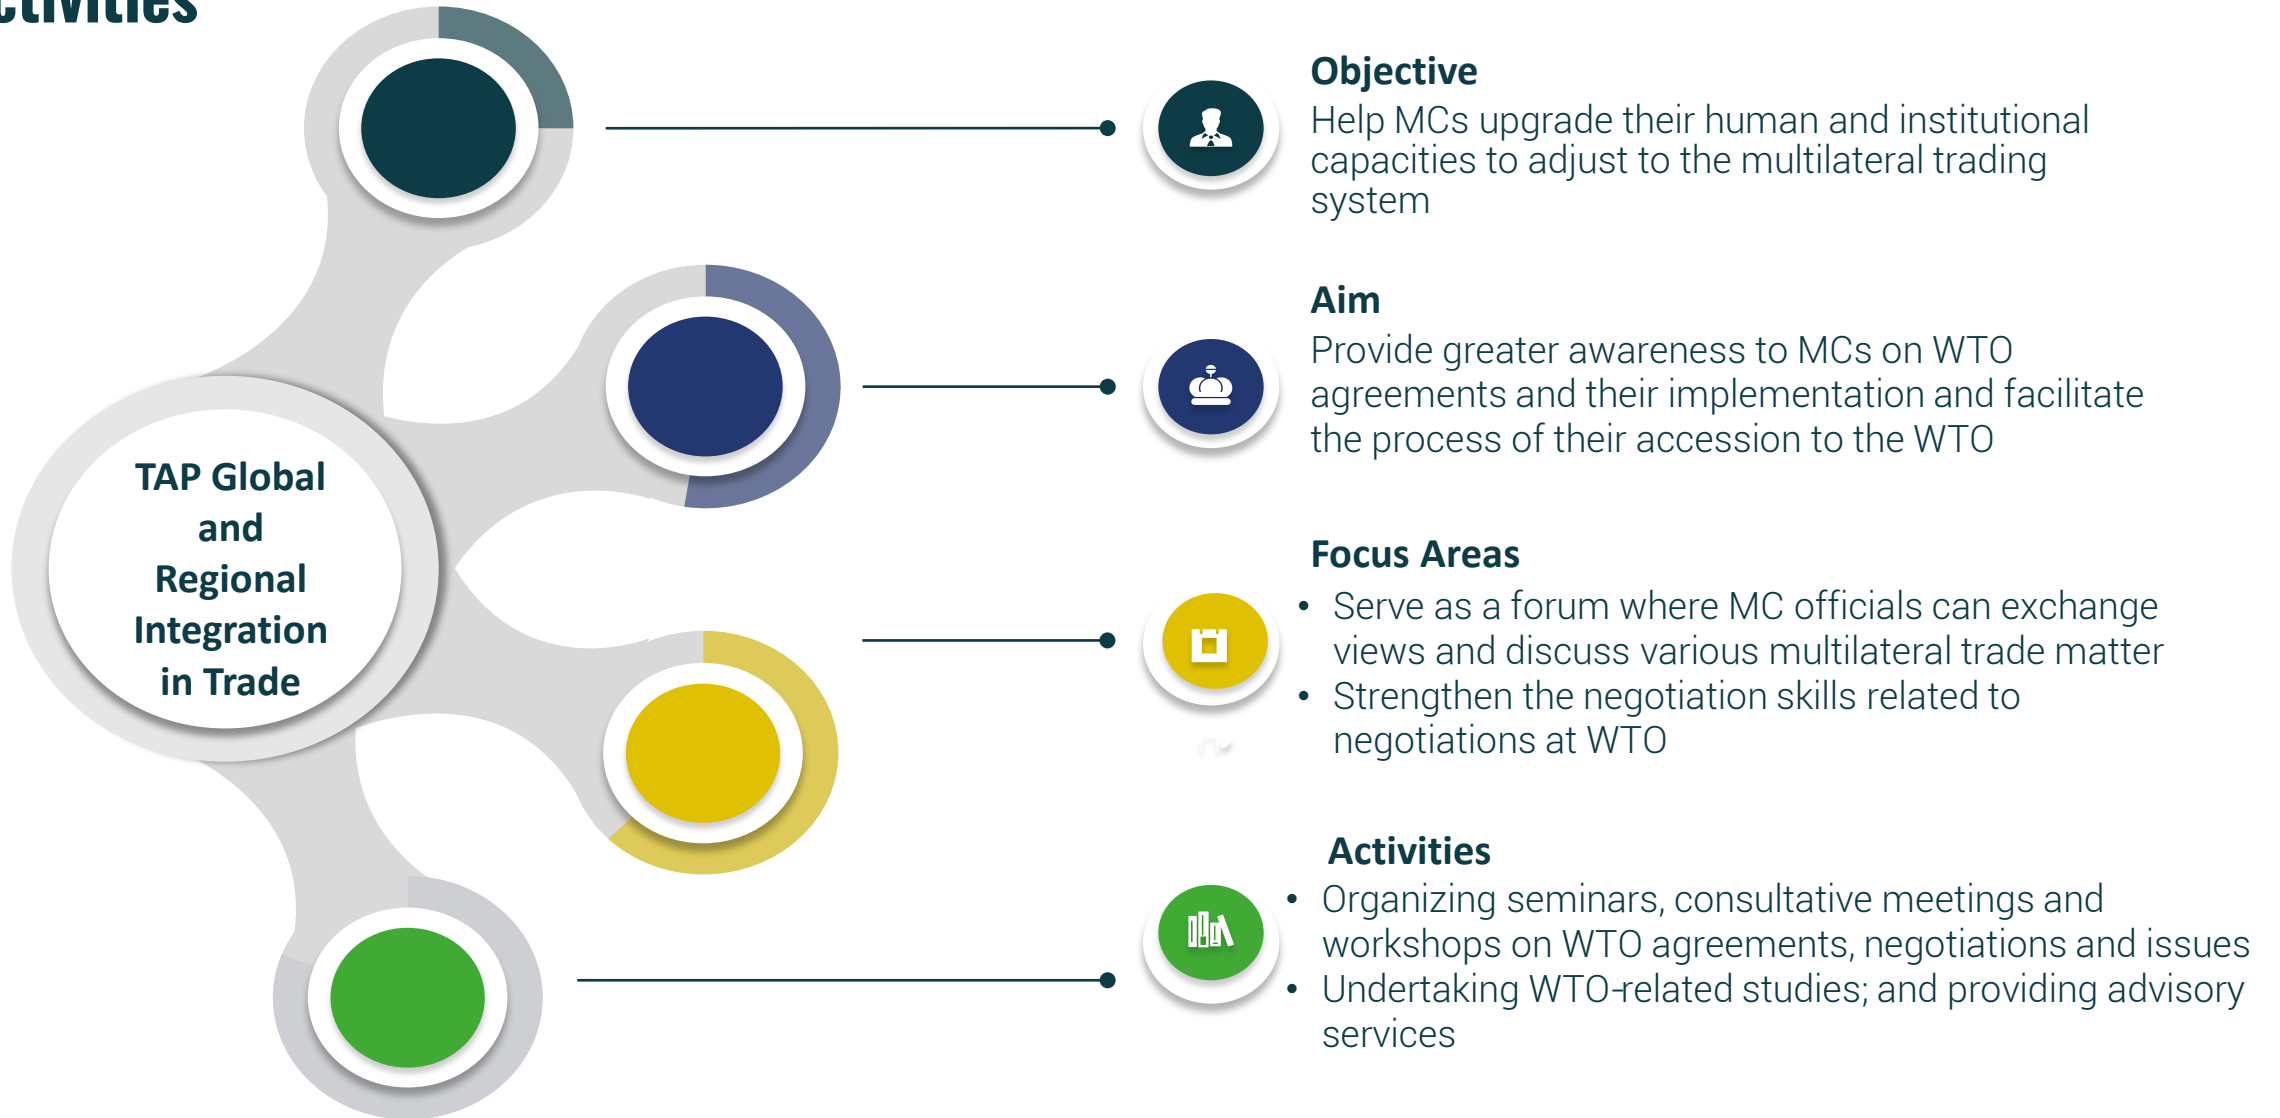 TAP Global
and
Regional
Integration
in Trade
Objective
Help MCs upgrade their human and institutional
capacities to adjust to the multilateral trading
system
Aim
Provide greater awareness to MCs on WTO
agreements and their implementation and facilitate
the process of their accession to the WTO
Focus Areas
• Serve as a forum where MC officials can exchange
views and discuss various multilateral trade matter
• Strengthen the negotiation skills related to
negotiations at WTO
Activities
• Organizing seminars, consultative meetings and
workshops on WTO agreements, negotiations and issues
• Undertaking WTO-related studies; and providing advisory
services